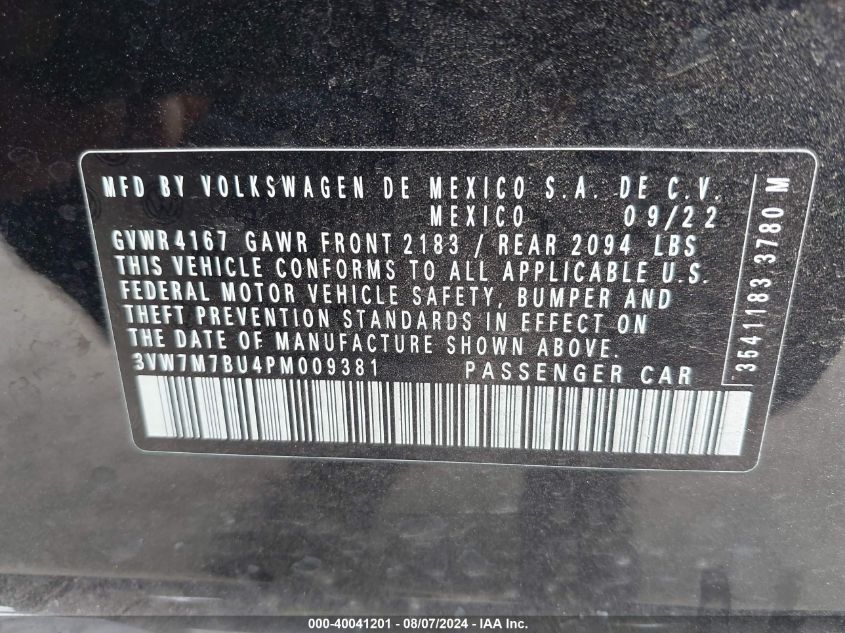 MFD BY VOLKSWAGEN DE MEXICO S.A. DE C.V.
MEXICO 09/22
GVWR4167 GAWR FRONT 2183 / REAR 2094 LBS
THIS VEHICLE CONFORMS TO ALL APPLICABLE U.S.
FEDERAL MOTOR VEHICLE SAFETY, BUMPER AND
THEFT PREVENTION STANDARDS IN EFFECT ON
THE DATE OF MANUFACTURE SHOWN ABOVE.
3VW7M7BU4PM009381 PASSENGER CAR
3541183 3780 M
000-40041201 - 08/07/2024 - IAA Inc.